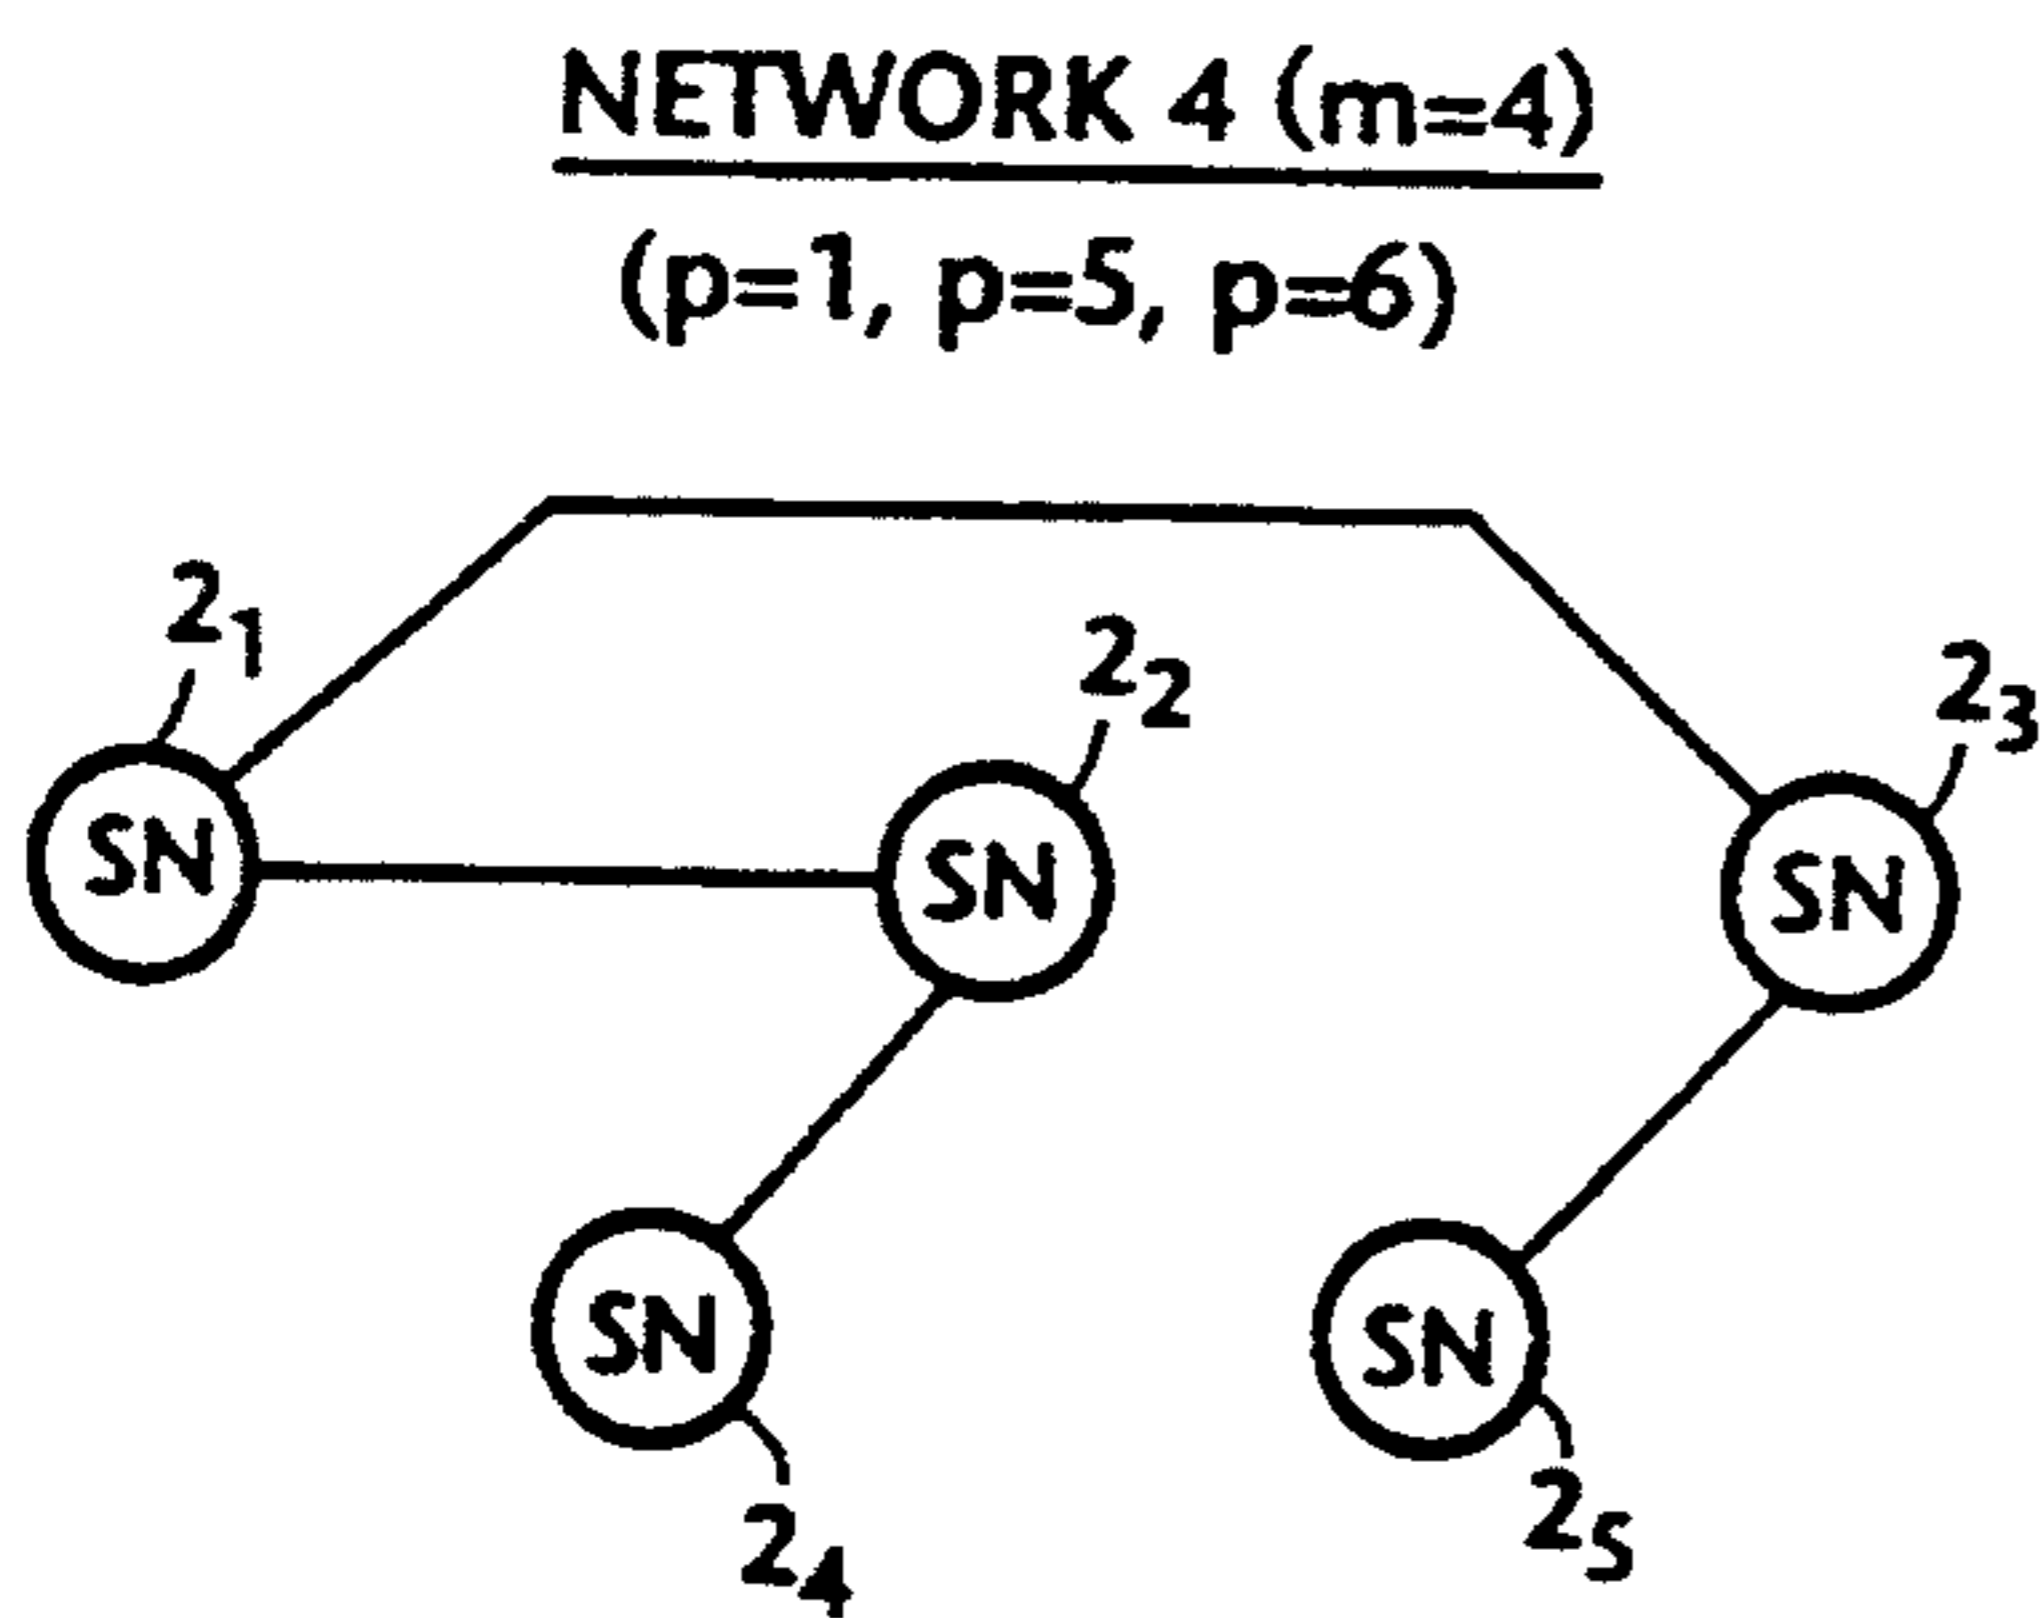 NETWORK 4 (m=4)
(p=1, p=5, p=6)
2₁
2₂
2₃
SN
SN
SN
SN
SN
2₄
2₅